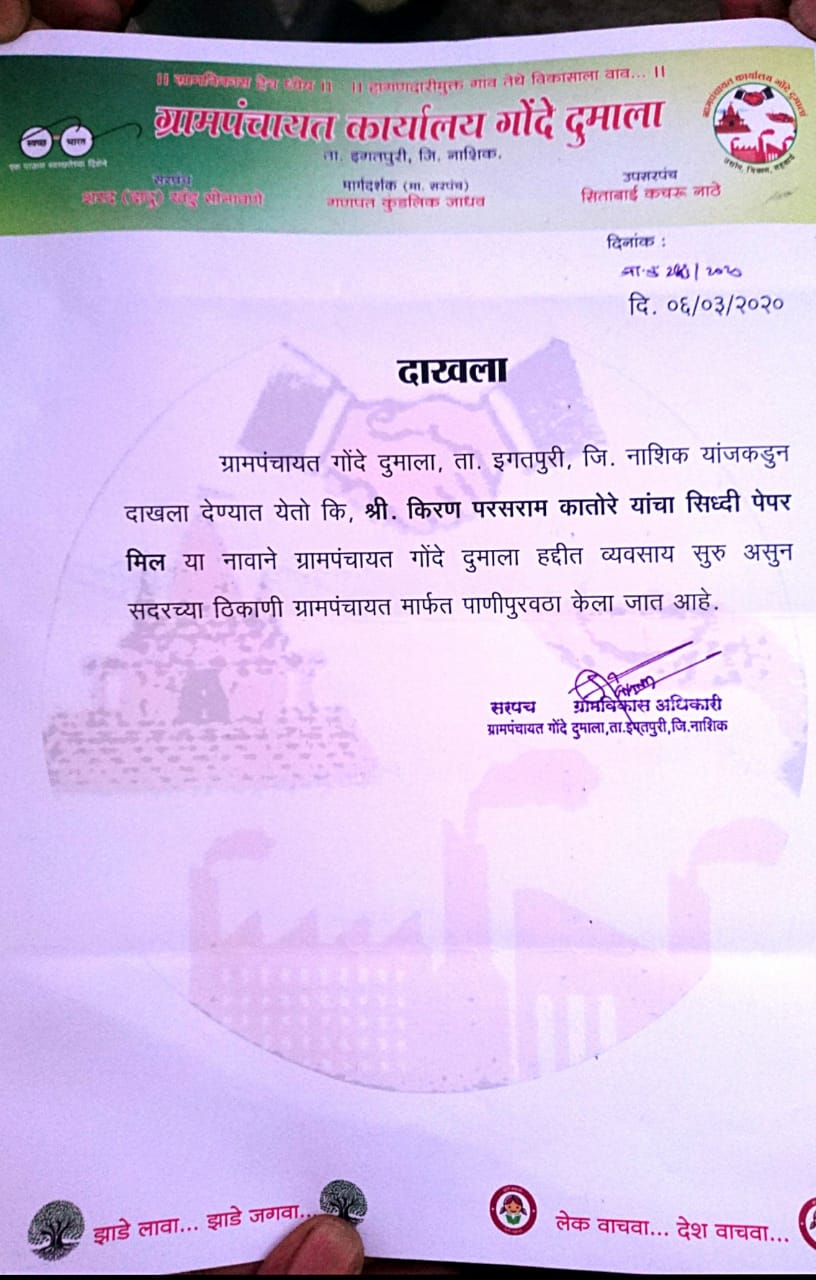 ।। ग्रामविकास हेच ध्येय ।। ।। हागणदारीमुक्त गाव तेथे विकासाला वाव... ।।
ग्रामपंचायत कार्यालय गोंदे दुमाला
ता. इगतपुरी, जि. नाशिक.
स्वच्छ भारत
एक पाऊल स्वच्छतेच्या दिशेने
सरपंच
शरद (छदू) खंडू सोनवणे
मार्गदर्शक (मा. सरपंच)
गणपत कुंडलिक जाधव
उपसरपंच
सिताबाई कचरू नाठे
ग्रामपंचायत कार्यालय गोंदे दुमाला
दिनांक :
जा.क्र / २०२०
दि. ०६/०३/२०२०
दाखला
ग्रामपंचायत गोंदे दुमाला, ता. इगतपुरी, जि. नाशिक यांजकडुन
दाखला देण्यात येतो कि, श्री. किरण परसराम कातोरे यांचा सिध्दी पेपर
मिल या नावाने ग्रामपंचायत गोंदे दुमाला हद्दीत व्यवसाय सुरु असुन
सदरच्या ठिकाणी ग्रामपंचायत मार्फत पाणीपुरवठा केला जात आहे.
सरपंच ग्रामविकास अधिकारी
ग्रामपंचायत गोंदे दुमाला,ता.इगतपुरी,जि.नाशिक
झाडे लावा... झाडे जगवा...
लेक वाचवा... देश वाचवा...